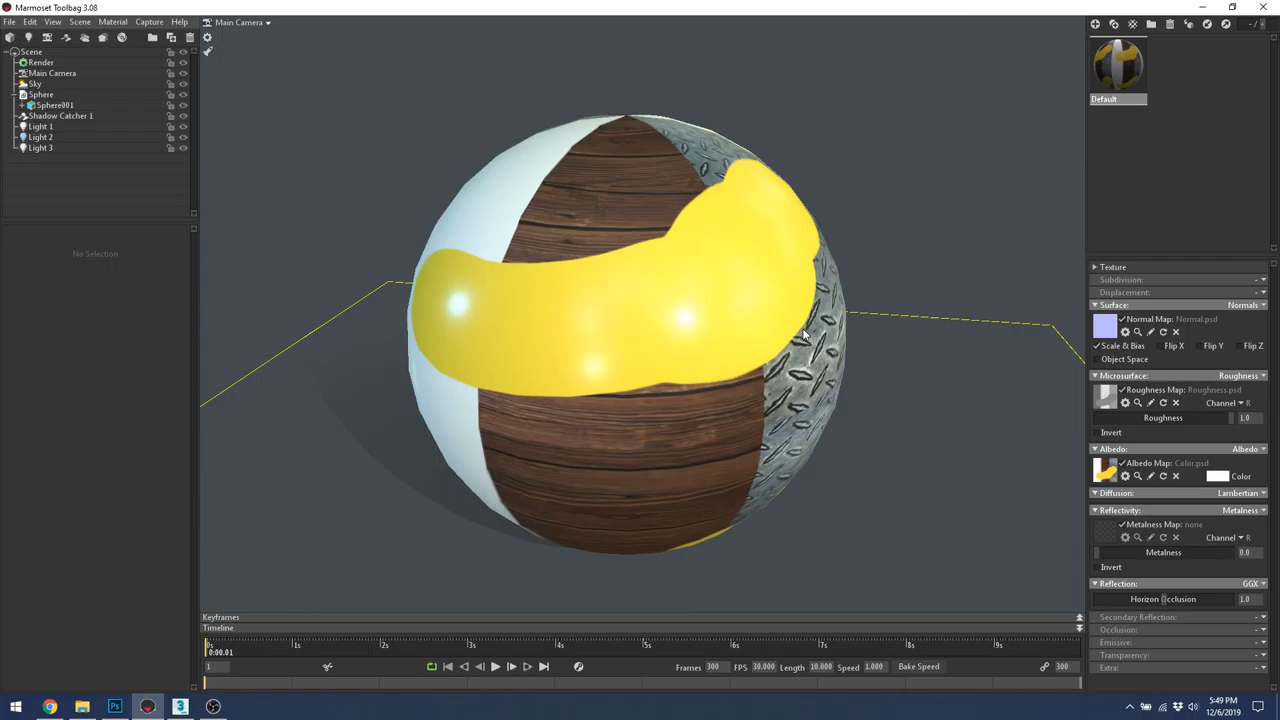 Marmoset Toolbag 3.08
File Edit View Scene Material Capture Help
Main Camera
Scene
Render
Main Camera
Sky
Sphere
Sphere001
Shadow Catcher 1
Light 1
Light 2
Light 3
No Selection
Default
Texture
Subdivision:
Displacement:
Surface: Normals
Normal Map: Normal.psd
Scale & Bias Flip X Flip Y Flip Z
Object Space
Microsurface: Roughness
Roughness Map: Roughness.psd
Channel R
Roughness 1.0
Invert
Albedo: Albedo
Albedo Map: Color.psd
Color
Diffusion: Lambertian
Reflectivity: Metalness
Metalness Map: none
Channel R
Metalness 0.0
Invert
Reflection: GGX
Horizon Occlusion 1.0
Secondary Reflection:
Occlusion:
Emissive:
Transparency:
Extra:
Keyframes
Timeline
0s 1s 2s 3s 4s 5s 6s 7s 8s 9s
0:00.01
1 Frames 300 FPS 30.000 Length 10.000 Speed 1.000 Bake Speed 300
5:49 PM
12/6/2019